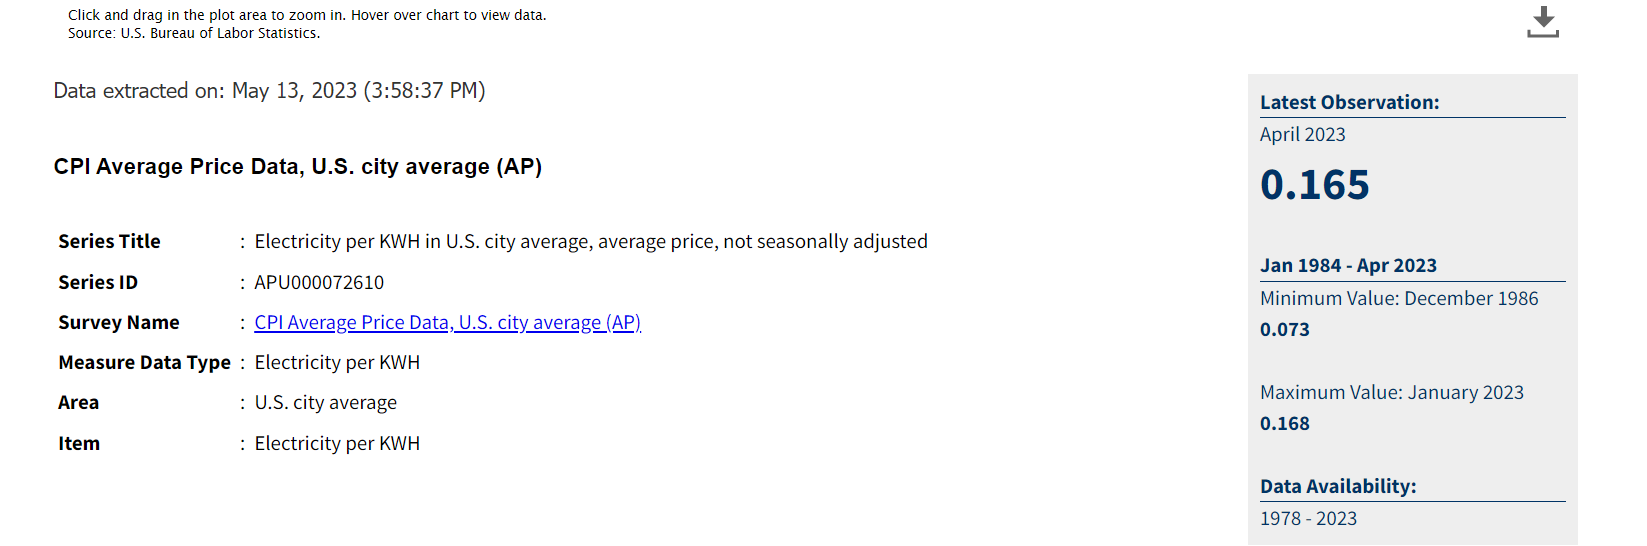 Click and drag in the plot area to zoom in. Hover over chart to view data.
Source: U.S. Bureau of Labor Statistics.
Data extracted on: May 13, 2023 (3:58:37 PM)
CPI Average Price Data, U.S. city average (AP)
Series Title : Electricity per KWH in U.S. city average, average price, not seasonally adjusted
Series ID : APU000072610
Survey Name : CPI Average Price Data, U.S. city average (AP)
Measure Data Type : Electricity per KWH
Area : U.S. city average
Item : Electricity per KWH
Latest Observation:
April 2023
0.165
Jan 1984 - Apr 2023
Minimum Value: December 1986
0.073
Maximum Value: January 2023
0.168
Data Availability:
1978 - 2023